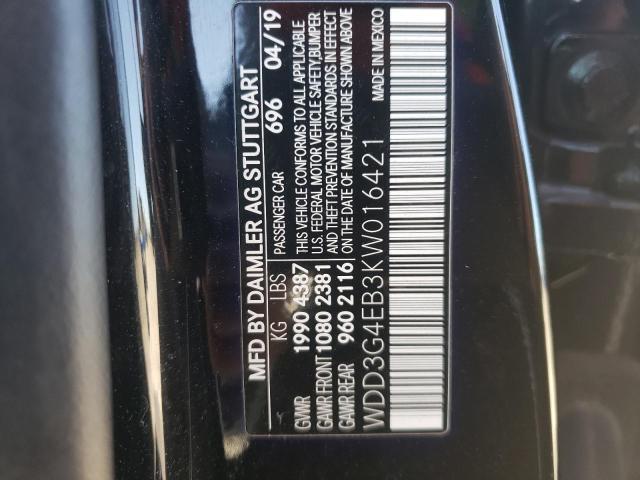 MFD BY DAIMLER AG STUTTGART
KG LBS PASSENGER CAR 696 04/19
GVWR 1990 4387 THIS VEHICLE CONFORMS TO ALL APPLICABLE
GAWR FRONT 1080 2381 U.S. FEDERAL MOTOR VEHICLE SAFETY,BUMPER
AND THEFT PREVENTION STANDARDS IN EFFECT
GAWR REAR 960 2116 ON THE DATE OF MANUFACTURE SHOWN ABOVE
WDD3G4EB3KW016421 MADE IN MEXICO